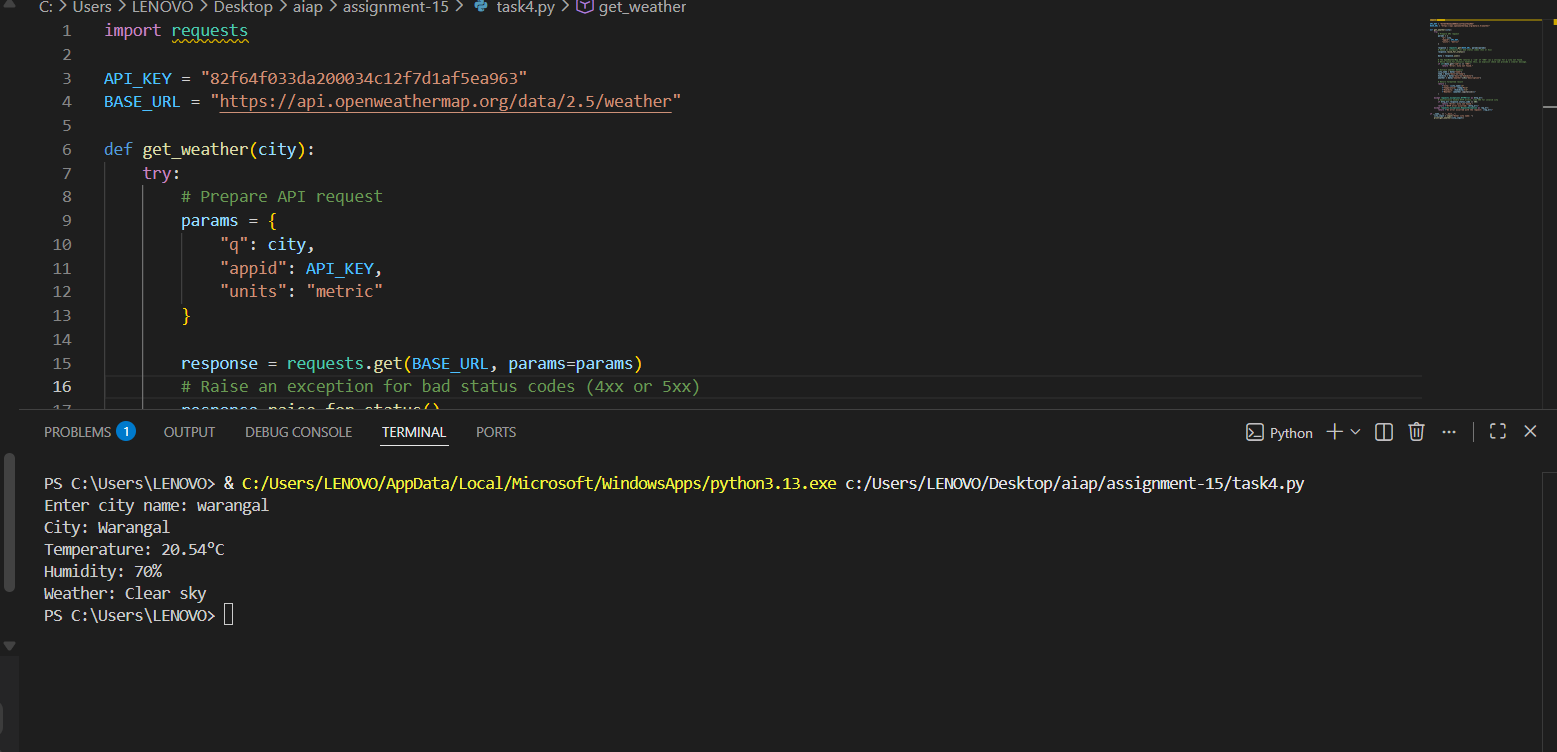 C: > Users > LENOVO > Desktop > aiap > assignment-15 > task4.py > get_weather
1 import requests
2
3 API_KEY = "82f64f033da200034c12f7d1af5ea963"
4 BASE_URL = "https://api.openweathermap.org/data/2.5/weather"
5
6 def get_weather(city):
7 try:
8 # Prepare API request
9 params = {
10 "q": city,
11 "appid": API_KEY,
12 "units": "metric"
13 }
14
15 response = requests.get(BASE_URL, params=params)
16 # Raise an exception for bad status codes (4xx or 5xx)
17 response.raise_for_status()
PROBLEMS 1 OUTPUT DEBUG CONSOLE TERMINAL PORTS Python
PS C:\Users\LENOVO> & C:/Users/LENOVO/AppData/Local/Microsoft/WindowsApps/python3.13.exe c:/Users/LENOVO/Desktop/aiap/assignment-15/task4.py
Enter city name: warangal
City: Warangal
Temperature: 20.54°C
Humidity: 70%
Weather: Clear sky
PS C:\Users\LENOVO>